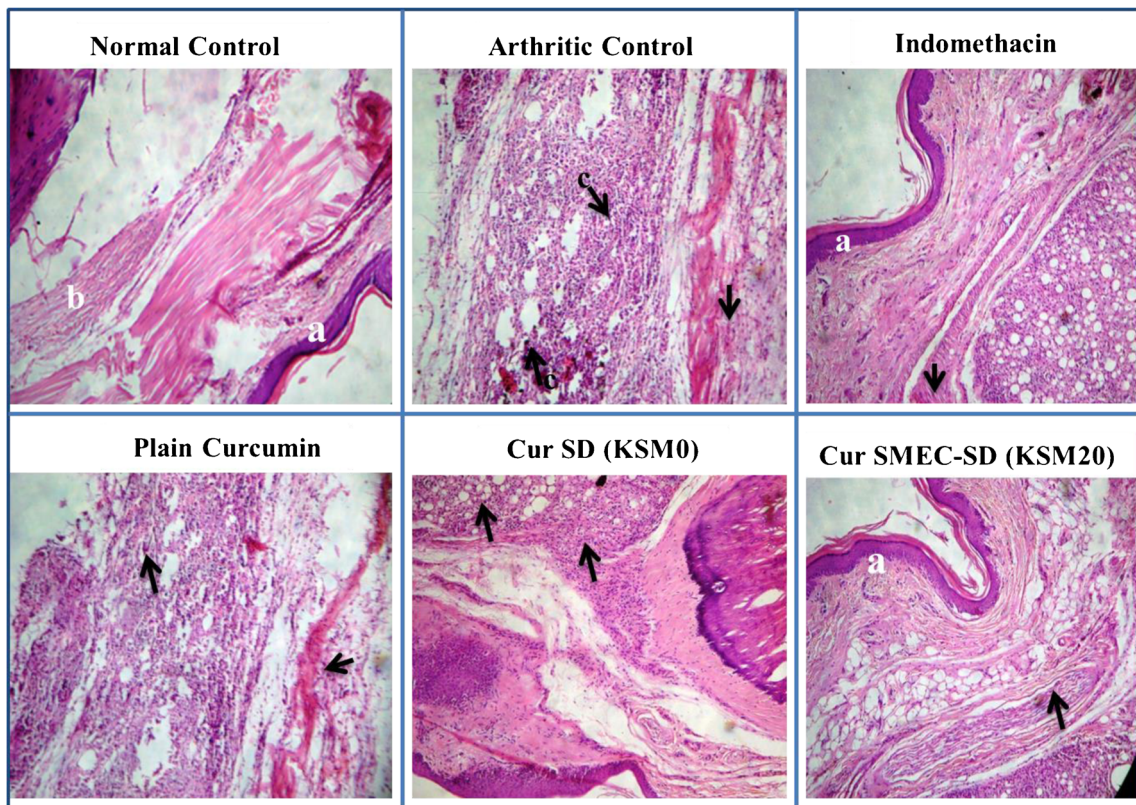 Normal Control
Arthritic Control
Indomethacin
b
a
c
c
a
Plain Curcumin
Cur SD (KSM0)
Cur SMEC-SD (KSM20)
a